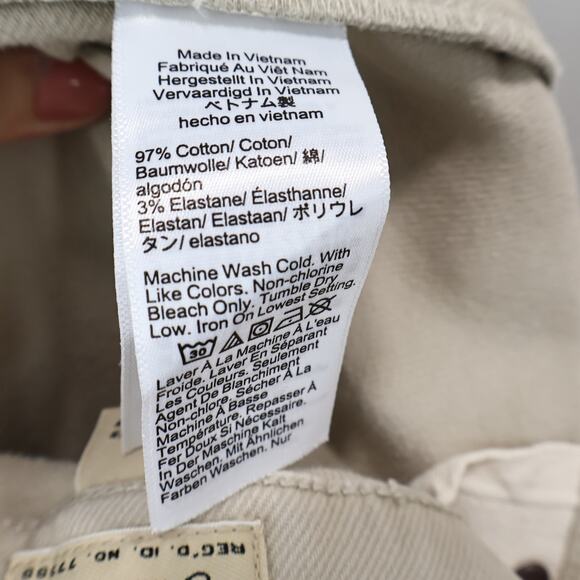 Made In Vietnam
Fabriqué Au Viêt Nam
Hergestellt In Vietnam
Vervaardigd In Vietnam
ベトナム製
hecho en vietnam
97% Cotton/ Coton/
Baumwolle/ Katoen/ 綿/
algodón
3% Elastane/ Élasthanne/
Elastan/ Elastaan/ ポリウレ
タン/ elastano
Machine Wash Cold. With
Like Colors. Non-chlorine
Bleach Only. Tumble Dry
Low. Iron On Lowest Setting.
30
Laver À La Machine À L'eau
Froide. Laver En Séparant
Les Couleurs. Seulement
Agent De Blanchiment
Non-chlore. Sécher À La
Machine À Basse
Température. Repasser À
Fer Doux Si Nécessaire.
In Der Maschine Kalt
Waschen. Mit Ähnlichen
Farben Waschen. Nur
REG'D. ID. NO. 77195